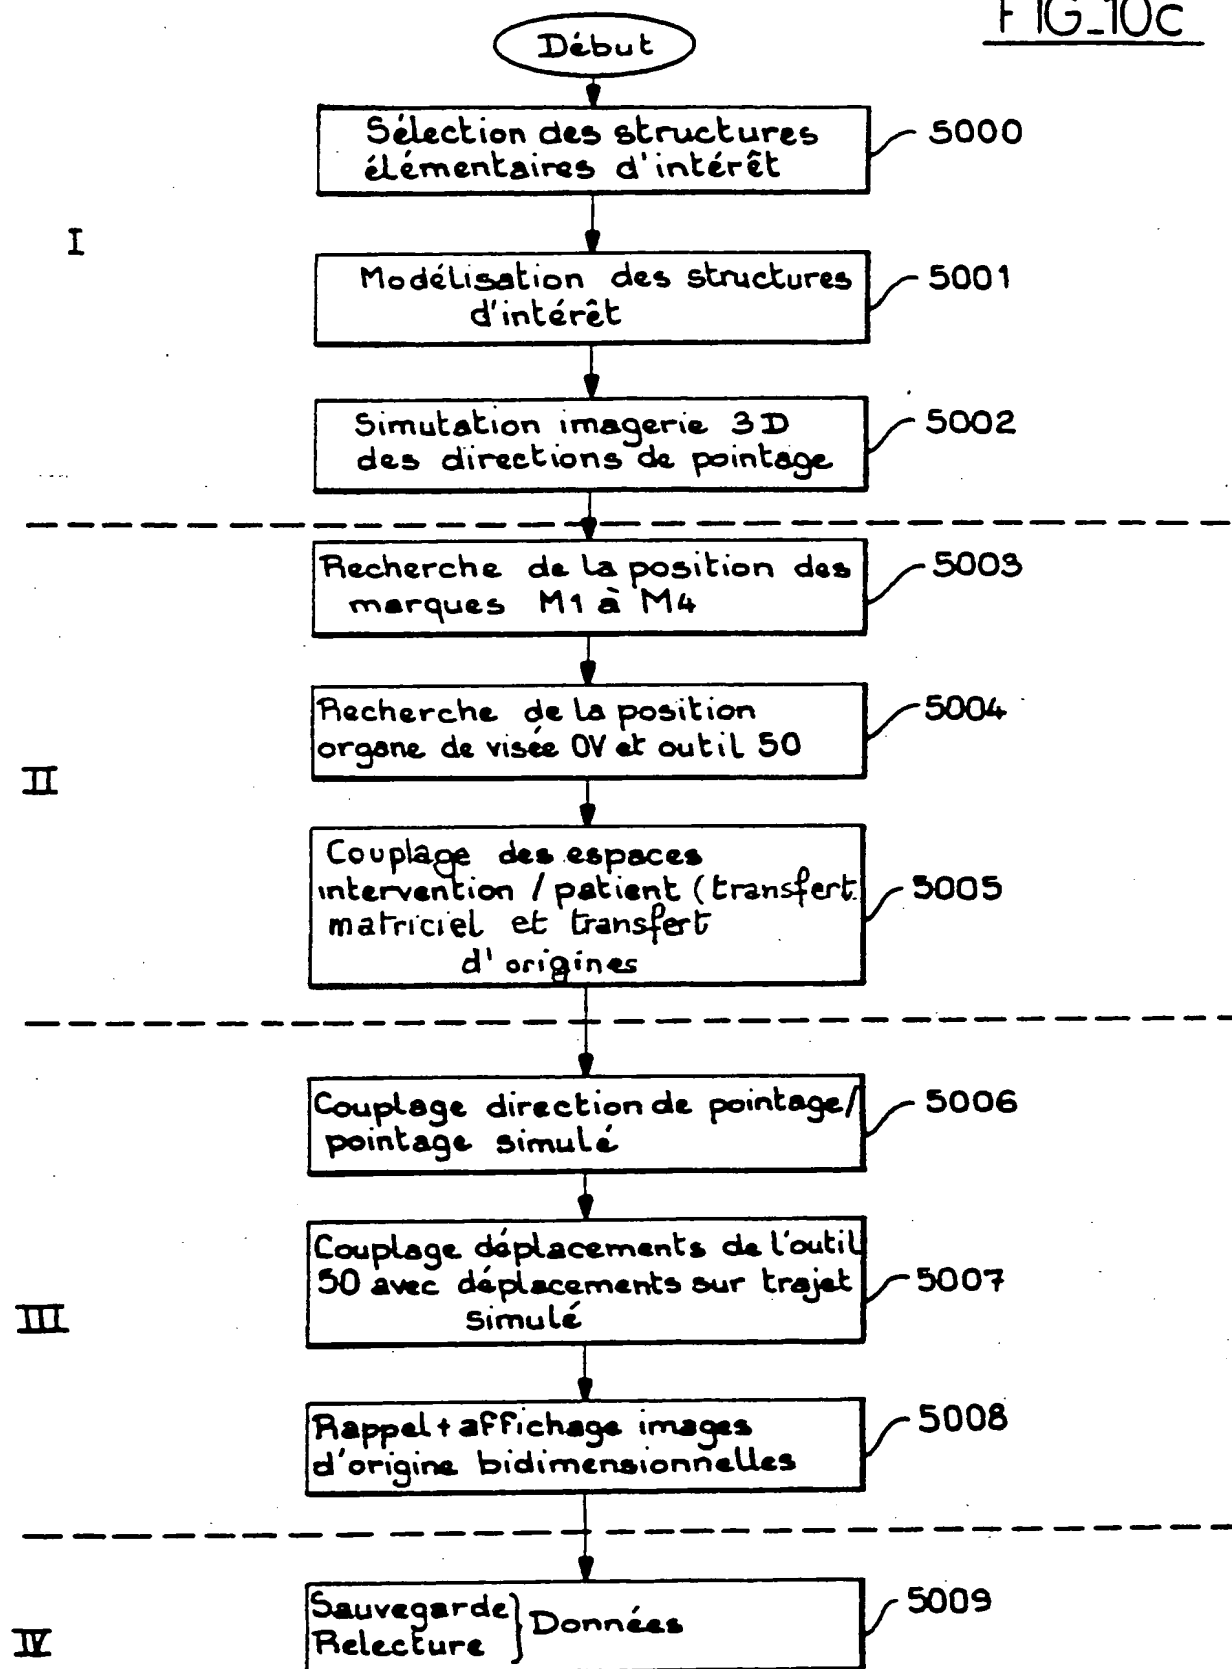 FIG_10c
Début
Sélection des structures
élémentaires d'intérêt
5000
I
Modélisation des structures
d'intérêt
5001
Simutation imagerie 3D
des directions de pointage
5002
Recherche de la position des
marques M1 à M4
5003
Recherche de la position
organe de visée OV et outil 50
5004
II
Couplage des espaces
intervention / patient (transfert
matriciel et transfert
d'origines
5005
Couplage direction de pointage/
pointage simulé
5006
Couplage déplacements de l'outil
50 avec déplacements sur trajet
simulé
5007
III
Rappel + affichage images
d'origine bidimensionnelles
5008
Sauvegarde
Relecture } Données
5009
IV